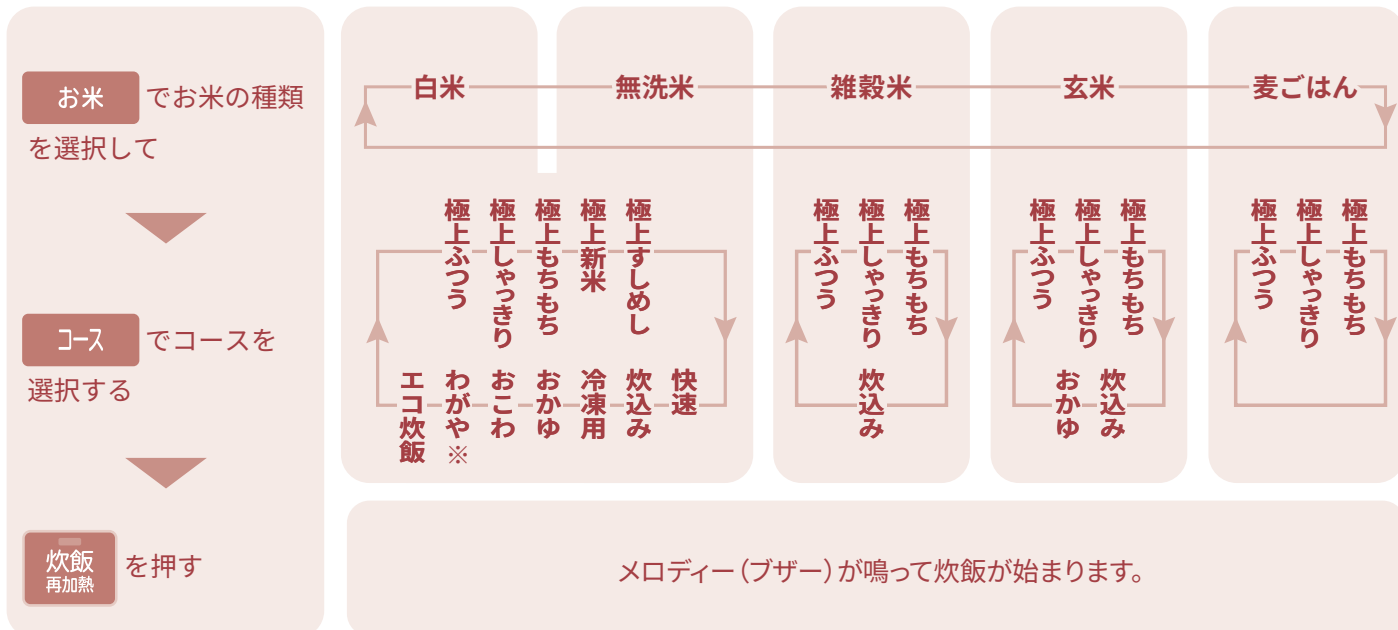 お米 でお米の種類
を選択して
コース でコースを
選択する
炊飯
再加熱
を押す
白米
無洗米
雑穀米
玄米
麦ごはん
極上ふつう
極上しゃっきり
極上もちもち
極上新米
極上すしめし
エコ炊飯
わがや※
おこわ
おかゆ
冷凍用
炊込み
快速
極上ふつう
極上しゃっきり
極上もちもち
炊込み
極上ふつう
極上しゃっきり
極上もちもち
おかゆ
炊込み
極上ふつう
極上しゃっきり
極上もちもち
メロディー（ブザー）が鳴って炊飯が始まります。